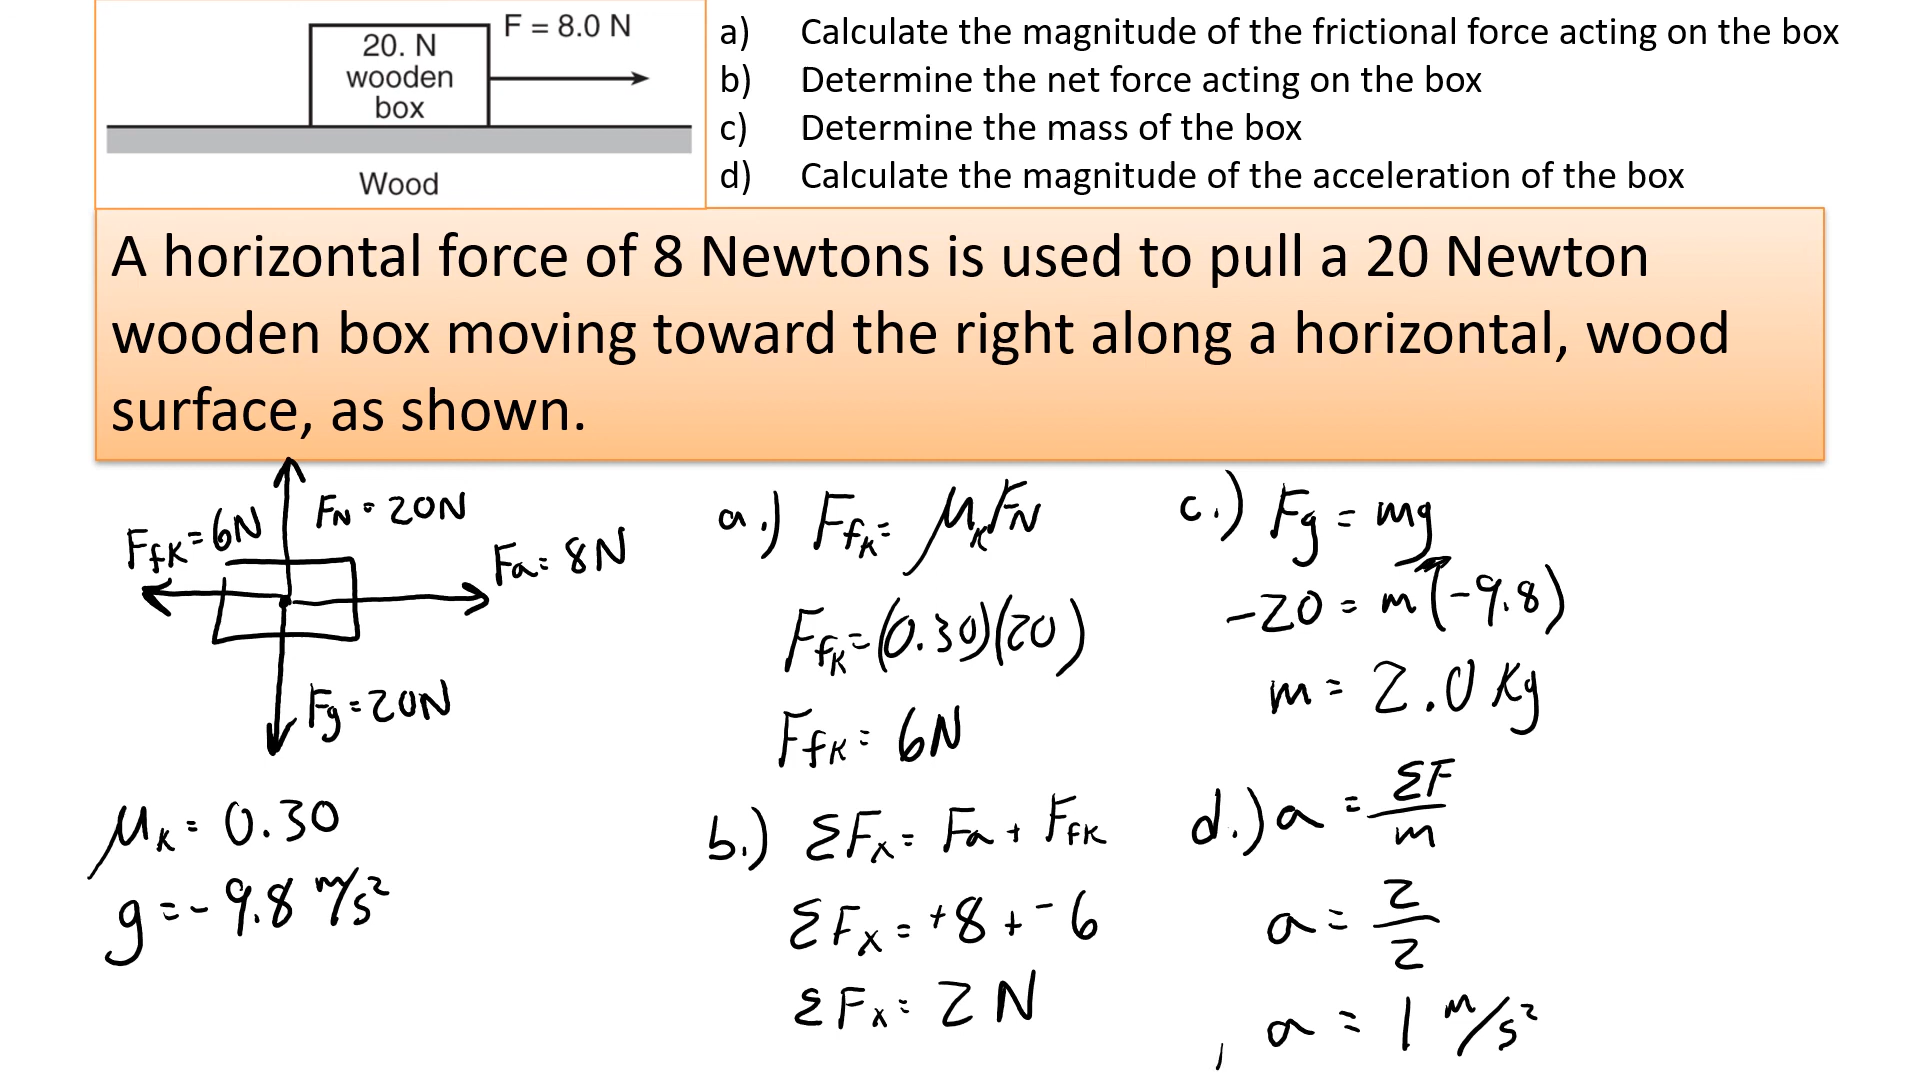 F = 8.0 N
20. N
wooden
box
Wood
a) Calculate the magnitude of the frictional force acting on the box
b) Determine the net force acting on the box
c) Determine the mass of the box
d) Calculate the magnitude of the acceleration of the box
A horizontal force of 8 Newtons is used to pull a 20 Newton
wooden box moving toward the right along a horizontal, wood
surface, as shown.
FfK = 6N
FN = 20N
Fa = 8N
Fg = 20N
μK = 0.30
g = -9.8 m/s²
a.) FfK = μKFN
FfK = (0.30)(20)
FfK = 6N
b.) ΣFx = Fa + FfK
ΣFx = +8 + -6
ΣFx = 2 N
c.) Fg = mg
-20 = m(-9.8)
m = 2.0 Kg
d.) a = ΣF/m
a = 2/2
a = 1 m/s²